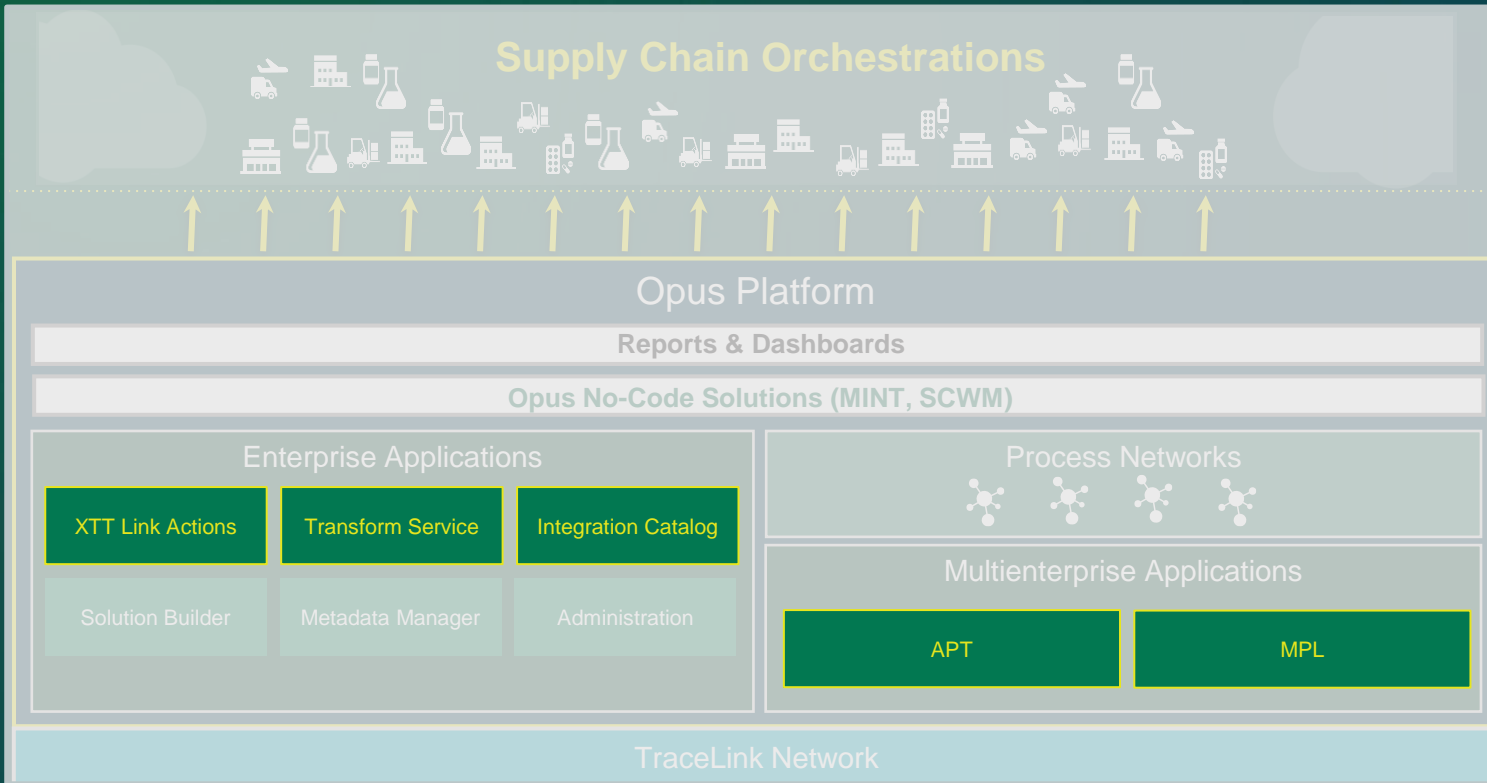 Supply Chain Orchestrations
Opus Platform
Reports & Dashboards
Opus No-Code Solutions (MINT, SCWM)
Enterprise Applications
XTT Link Actions
Transform Service
Integration Catalog
Solution Builder
Metadata Manager
Administration
Process Networks
Multienterprise Applications
APT
MPL
TraceLink Network